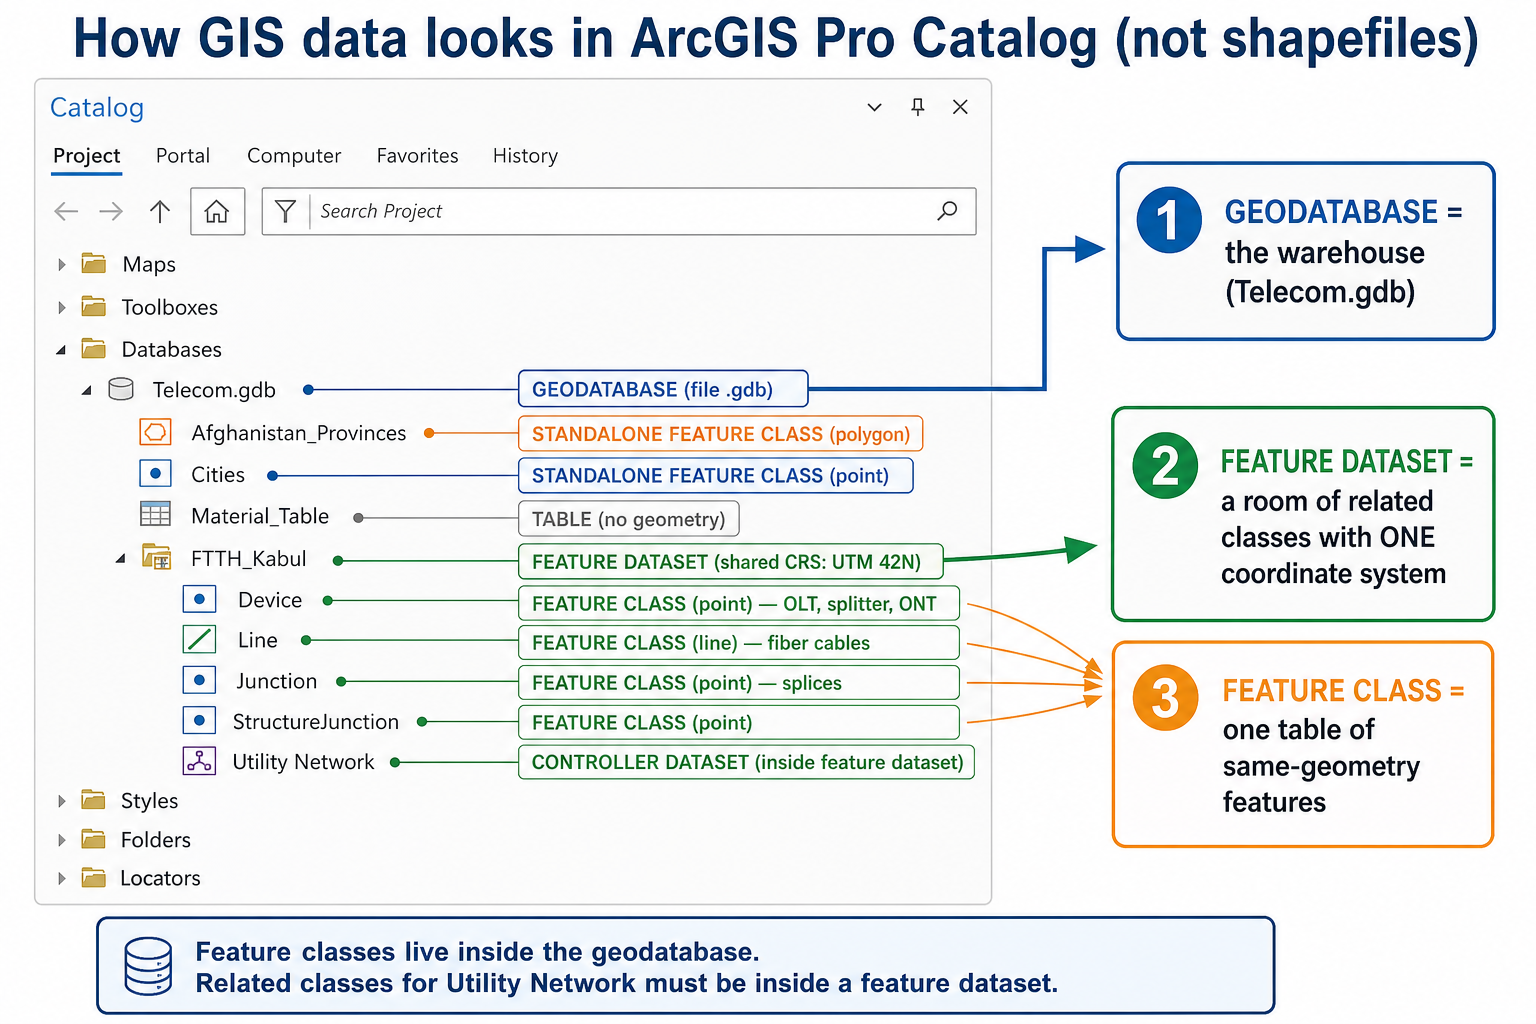 How GIS data looks in ArcGIS Pro Catalog (not shapefiles)
Catalog
Project Portal Computer Favorites History
Search Project
Maps
Toolboxes
Databases
Telecom.gdb GEODATABASE (file .gdb)
Afghanistan_Provinces STANDALONE FEATURE CLASS (polygon)
Cities STANDALONE FEATURE CLASS (point)
Material_Table TABLE (no geometry)
FTTH_Kabul FEATURE DATASET (shared CRS: UTM 42N)
Device FEATURE CLASS (point) — OLT, splitter, ONT
Line FEATURE CLASS (line) — fiber cables
Junction FEATURE CLASS (point) — splices
StructureJunction FEATURE CLASS (point)
Utility Network CONTROLLER DATASET (inside feature dataset)
Styles
Folders
Locators
1 GEODATABASE =
the warehouse
(Telecom.gdb)
2 FEATURE DATASET =
a room of related
classes with ONE
coordinate system
3 FEATURE CLASS =
one table of
same-geometry
features
Feature classes live inside the geodatabase.
Related classes for Utility Network must be inside a feature dataset.